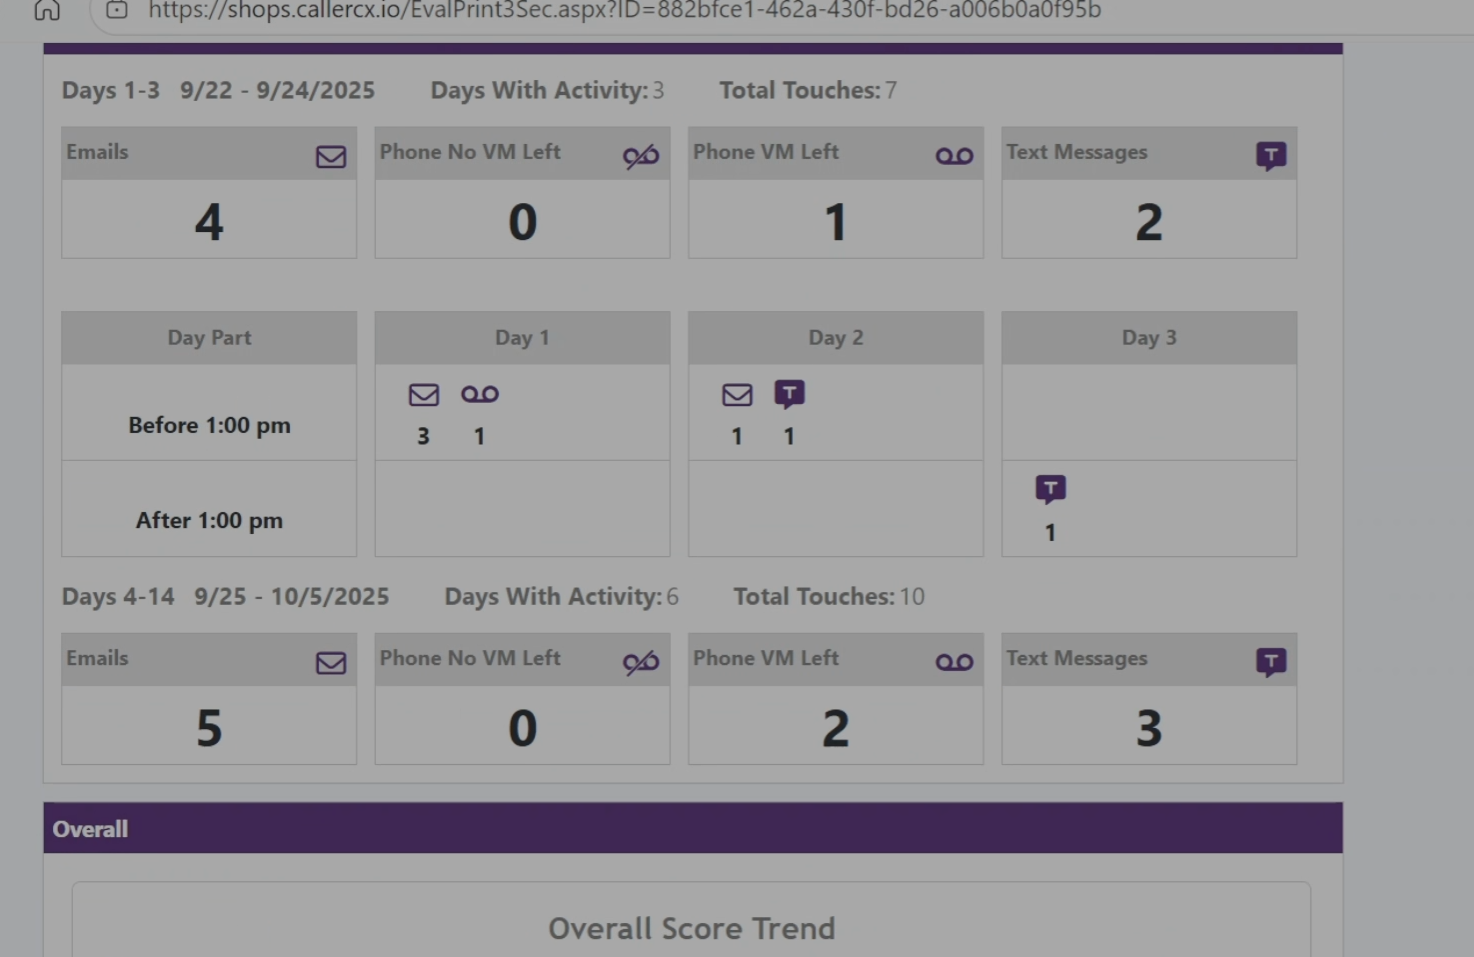 https://shops.callercx.io/EvalPrint3Sec.aspx?ID=882bfce1-462a-430f-bd26-a006b0a0f95b
Days 1-3 9/22 - 9/24/2025 Days With Activity: 3 Total Touches: 7
Emails Phone No VM Left Phone VM Left Text Messages T
4 0 1 2
Day Part Day 1 Day 2 Day 3
T
Before 1:00 pm 3 1 1 1
T
After 1:00 pm 1
Days 4-14 9/25 - 10/5/2025 Days With Activity: 6 Total Touches: 10
Emails Phone No VM Left Phone VM Left Text Messages T
5 0 2 3
Overall
Overall Score Trend